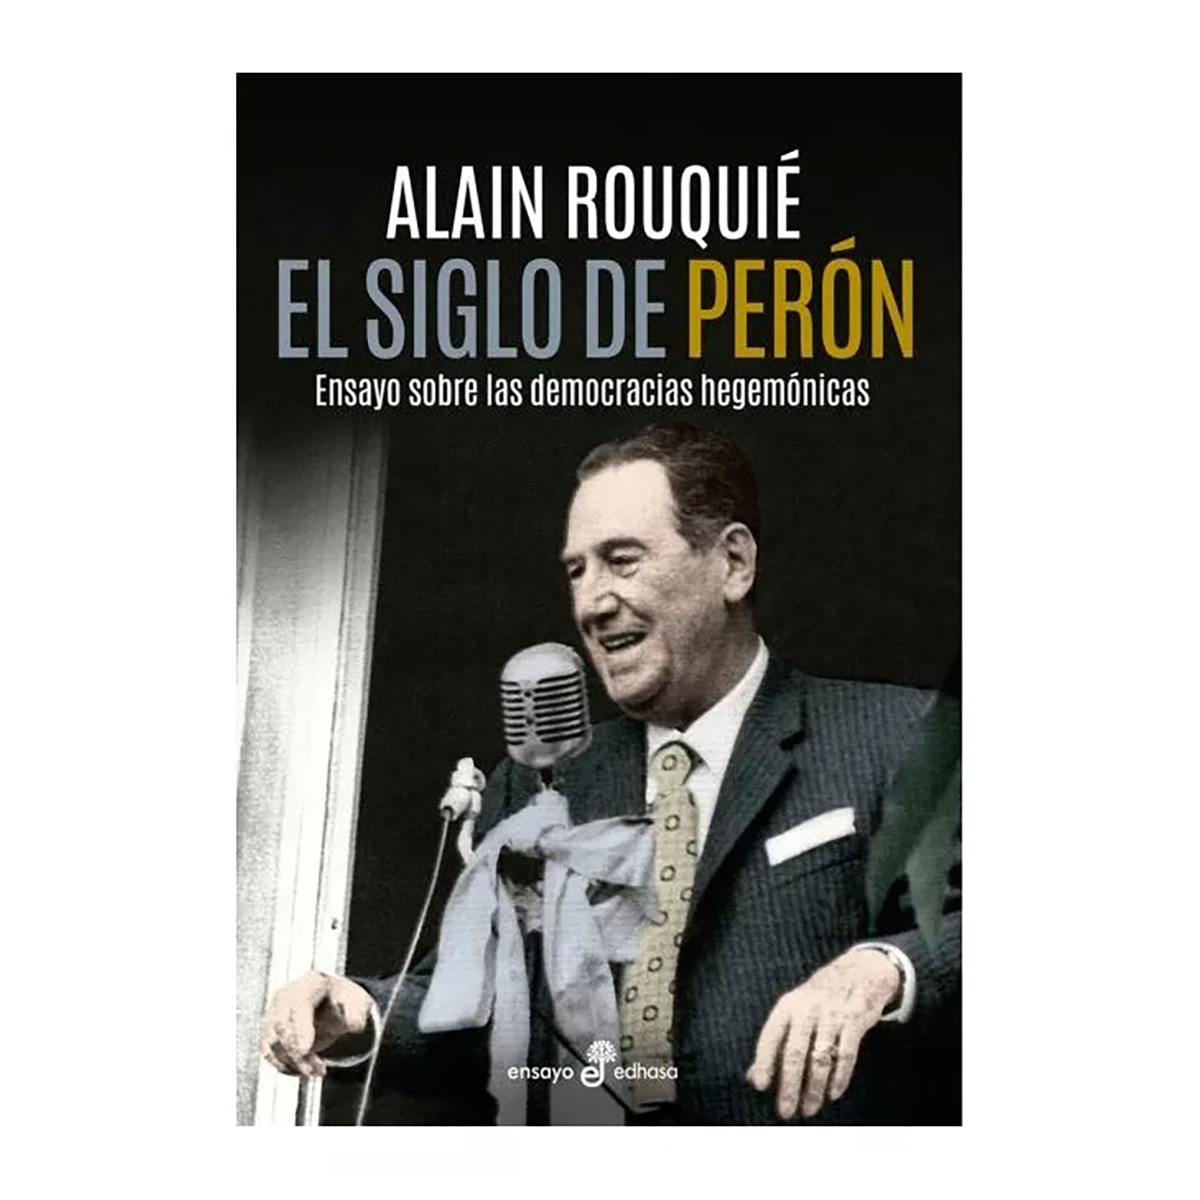 ALAIN ROUQUIÉ
EL SIGLO DE PERÓN
Ensayo sobre las democracias hegemónicas
ensayo edhasa